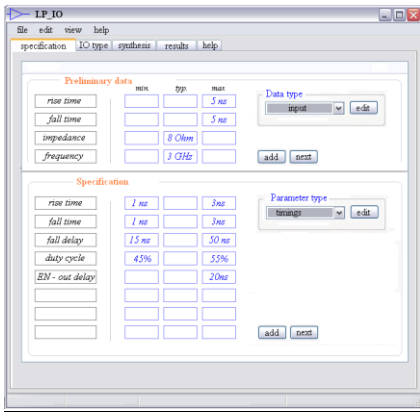 LP_IO
file edit view help
specification IO type synthesis results help
Preliminary data
min. typ. max
rise time 5 ns
fall time 5 ns
impedance 8 Ohm
frequency 3 GHz
Data type
input edit
add next
Specification
rise time 1 ns 3ns
fall time 1 ns 3ns
fall delay 15 ns 50 ns
duty cycle 45% 55%
EN - out delay 20ns
Parameter type
timings edit
add next